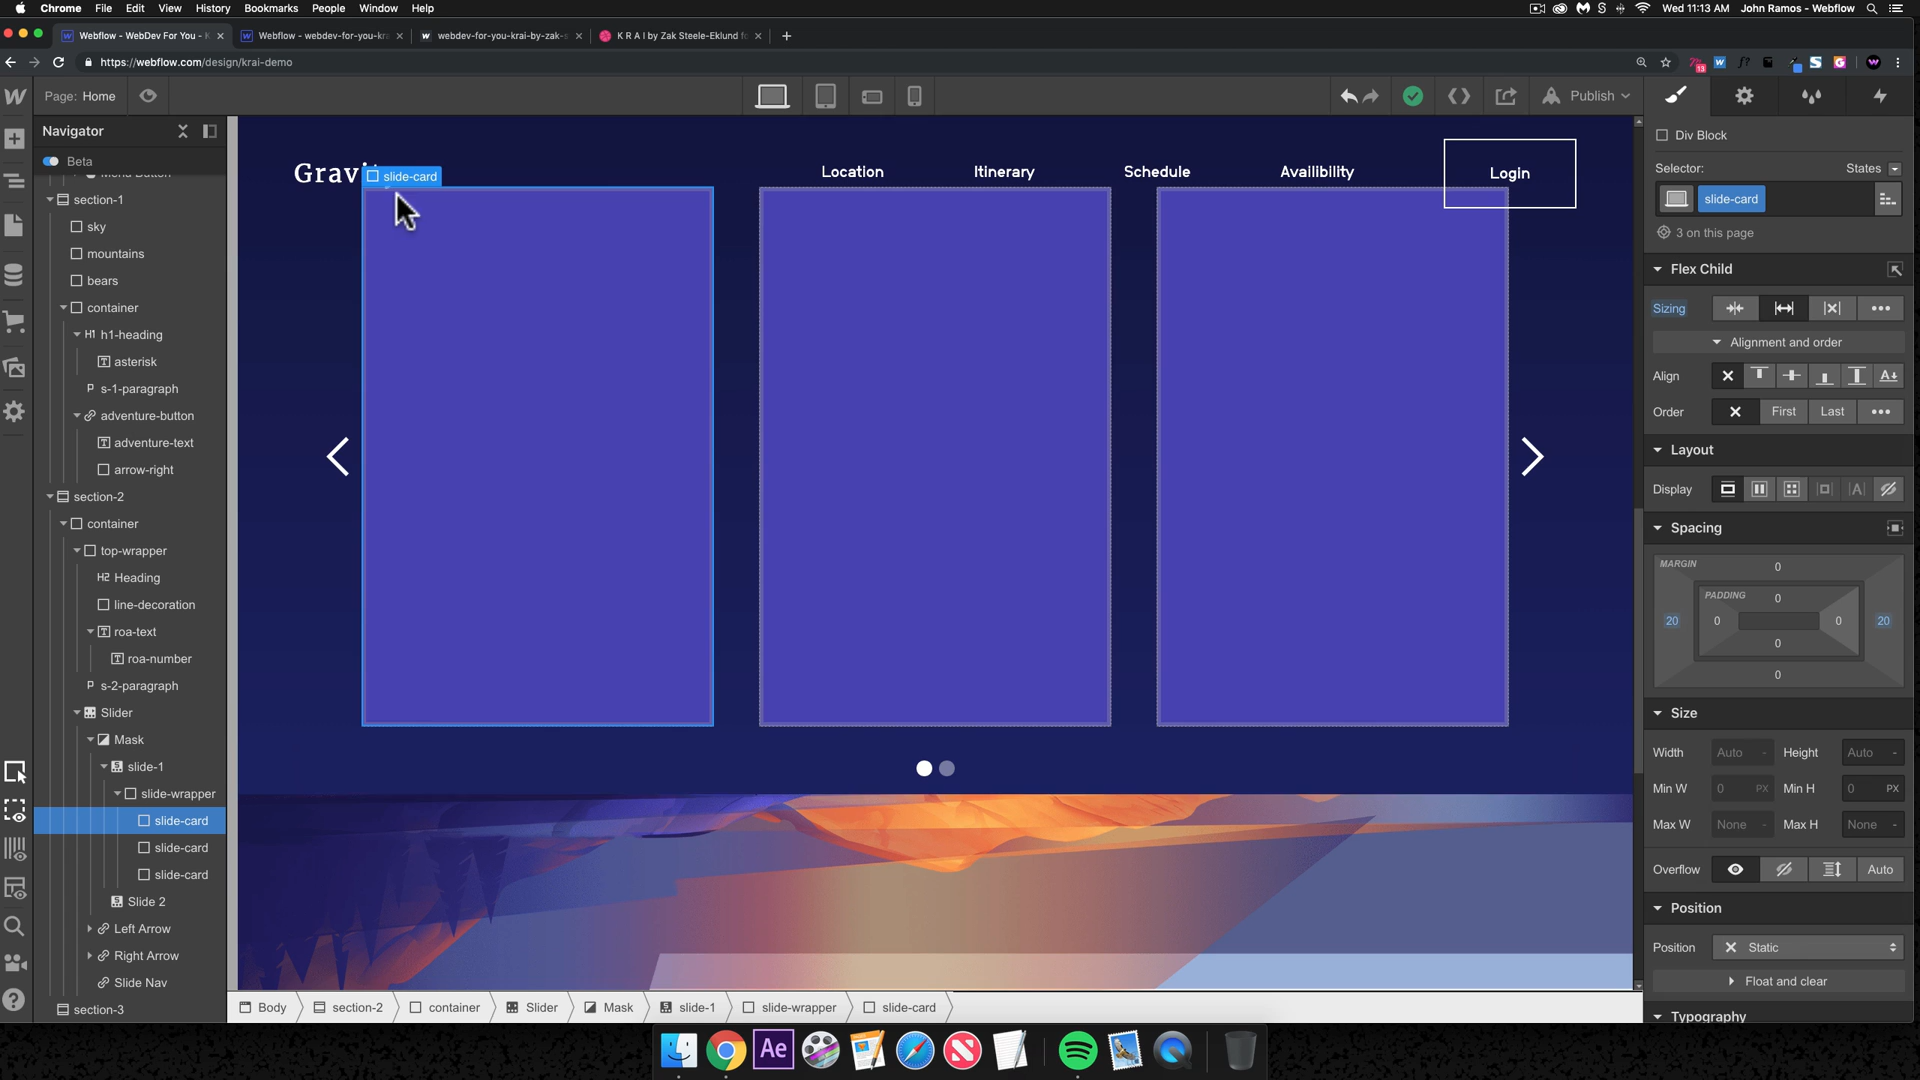 Chrome File Edit View History Bookmarks People Window Help
Wed 11:13 AM John Ramos - Webflow
Webflow - WebDev For You - K
Webflow - webdev-for-you-kra
webdev-for-you-krai-by-zak-s
K R A I by Zak Steele-Eklund fo
https://webflow.com/design/krai-demo
13
Page: Home
Publish
Navigator
Beta
Menu Button
section-1
sky
mountains
bears
container
H1 h1-heading
asterisk
P s-1-paragraph
adventure-button
adventure-text
arrow-right
section-2
container
top-wrapper
H2 Heading
line-decoration
roa-text
roa-number
P s-2-paragraph
Slider
Mask
slide-1
slide-wrapper
slide-card
slide-card
slide-card
Slide 2
Left Arrow
Right Arrow
Slide Nav
section-3
slide-card
Location Itinerary Schedule Availibility Login
Div Block
Selector: States
slide-card
3 on this page
Flex Child
Sizing
Alignment and order
Align
Order First Last
Layout
Display
Spacing
MARGIN 0
PADDING 0
20 0 0 20
0
0
Size
Width Auto - Height Auto -
Min W 0 PX Min H 0 PX
Max W None - Max H None -
Overflow Auto
Position
Position Static
Float and clear
Typography
Body section-2 container Slider Mask slide-1 slide-wrapper slide-card
Ae